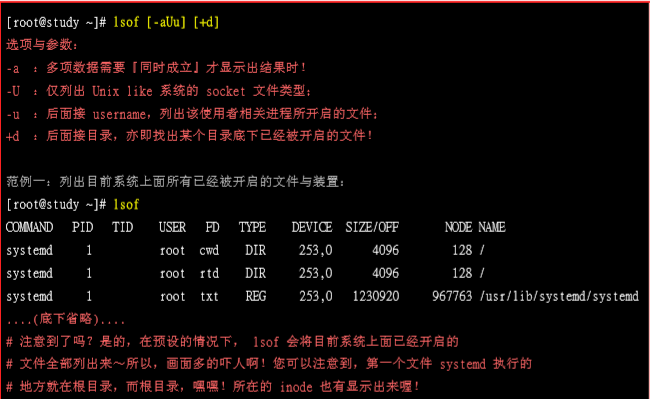 [root@study ~]# lsof [-aUu] [+d]
选项与参数：
-a ：多项数据需要『同时成立』才显示出结果时！
-U ：仅列出 Unix like 系统的 socket 文件类型；
-u ：后面接 username，列出该使用者相关进程所开启的文件；
+d ：后面接目录，亦即找出某个目录底下已经被开启的文件！
范例一：列出目前系统上面所有已经被开启的文件与装置：
[root@study ~]# lsof
COMMAND PID TID USER FD TYPE DEVICE SIZE/OFF NODE NAME
systemd 1 root cwd DIR 253,0 4096 128 /
systemd 1 root rtd DIR 253,0 4096 128 /
systemd 1 root txt REG 253,0 1230920 967763 /usr/lib/systemd/systemd
....(底下省略)....
# 注意到了吗？是的，在预设的情况下， lsof 会将目前系统上面已经开启的
# 文件全部列出来～所以，画面多的吓人啊！您可以注意到，第一个文件 systemd 执行的
# 地方就在根目录，而根目录，嘿嘿！所在的 inode 也有显示出来喔！